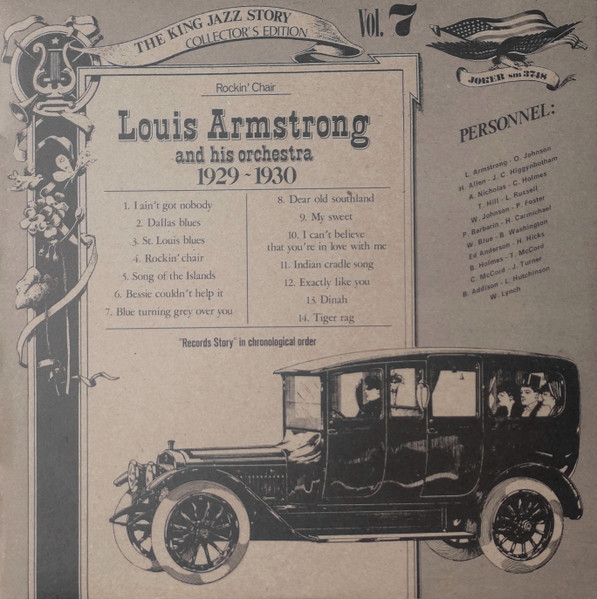 THE KING JAZZ STORY
COLLECTOR'S EDITION
Vol. 7
JOKER sm 3748
Rockin' Chair
Louis Armstrong
and his orchestra
1929 - 1930
1. I ain't got nobody
2. Dallas blues
3. St. Louis blues
4. Rockin' chair
5. Song of the Islands
6. Bessie couldn't help it
7. Blue turning grey over you
8. Dear old southland
9. My sweet
10. I can't believe
that you're in love with me
11. Indian cradle song
12. Exactly like you
13. Dinah
14. Tiger rag
"Records Story" in chronological order
PERSONNEL:
L. Armstrong - O. Johnson
H. Allen - J. C. Higgynbotham
A. Nicholas - C. Holmes
T. Hill - L. Russell
W. Johnson - P. Foster
P. Barbarin - H. Carmichael
W. Blue - B. Washington
Ed Anderson - H. Hicks
B. Holmes - T. McCord
C. McCord - J. Turner
B. Addison - L. Hutchinson
W. Lynch